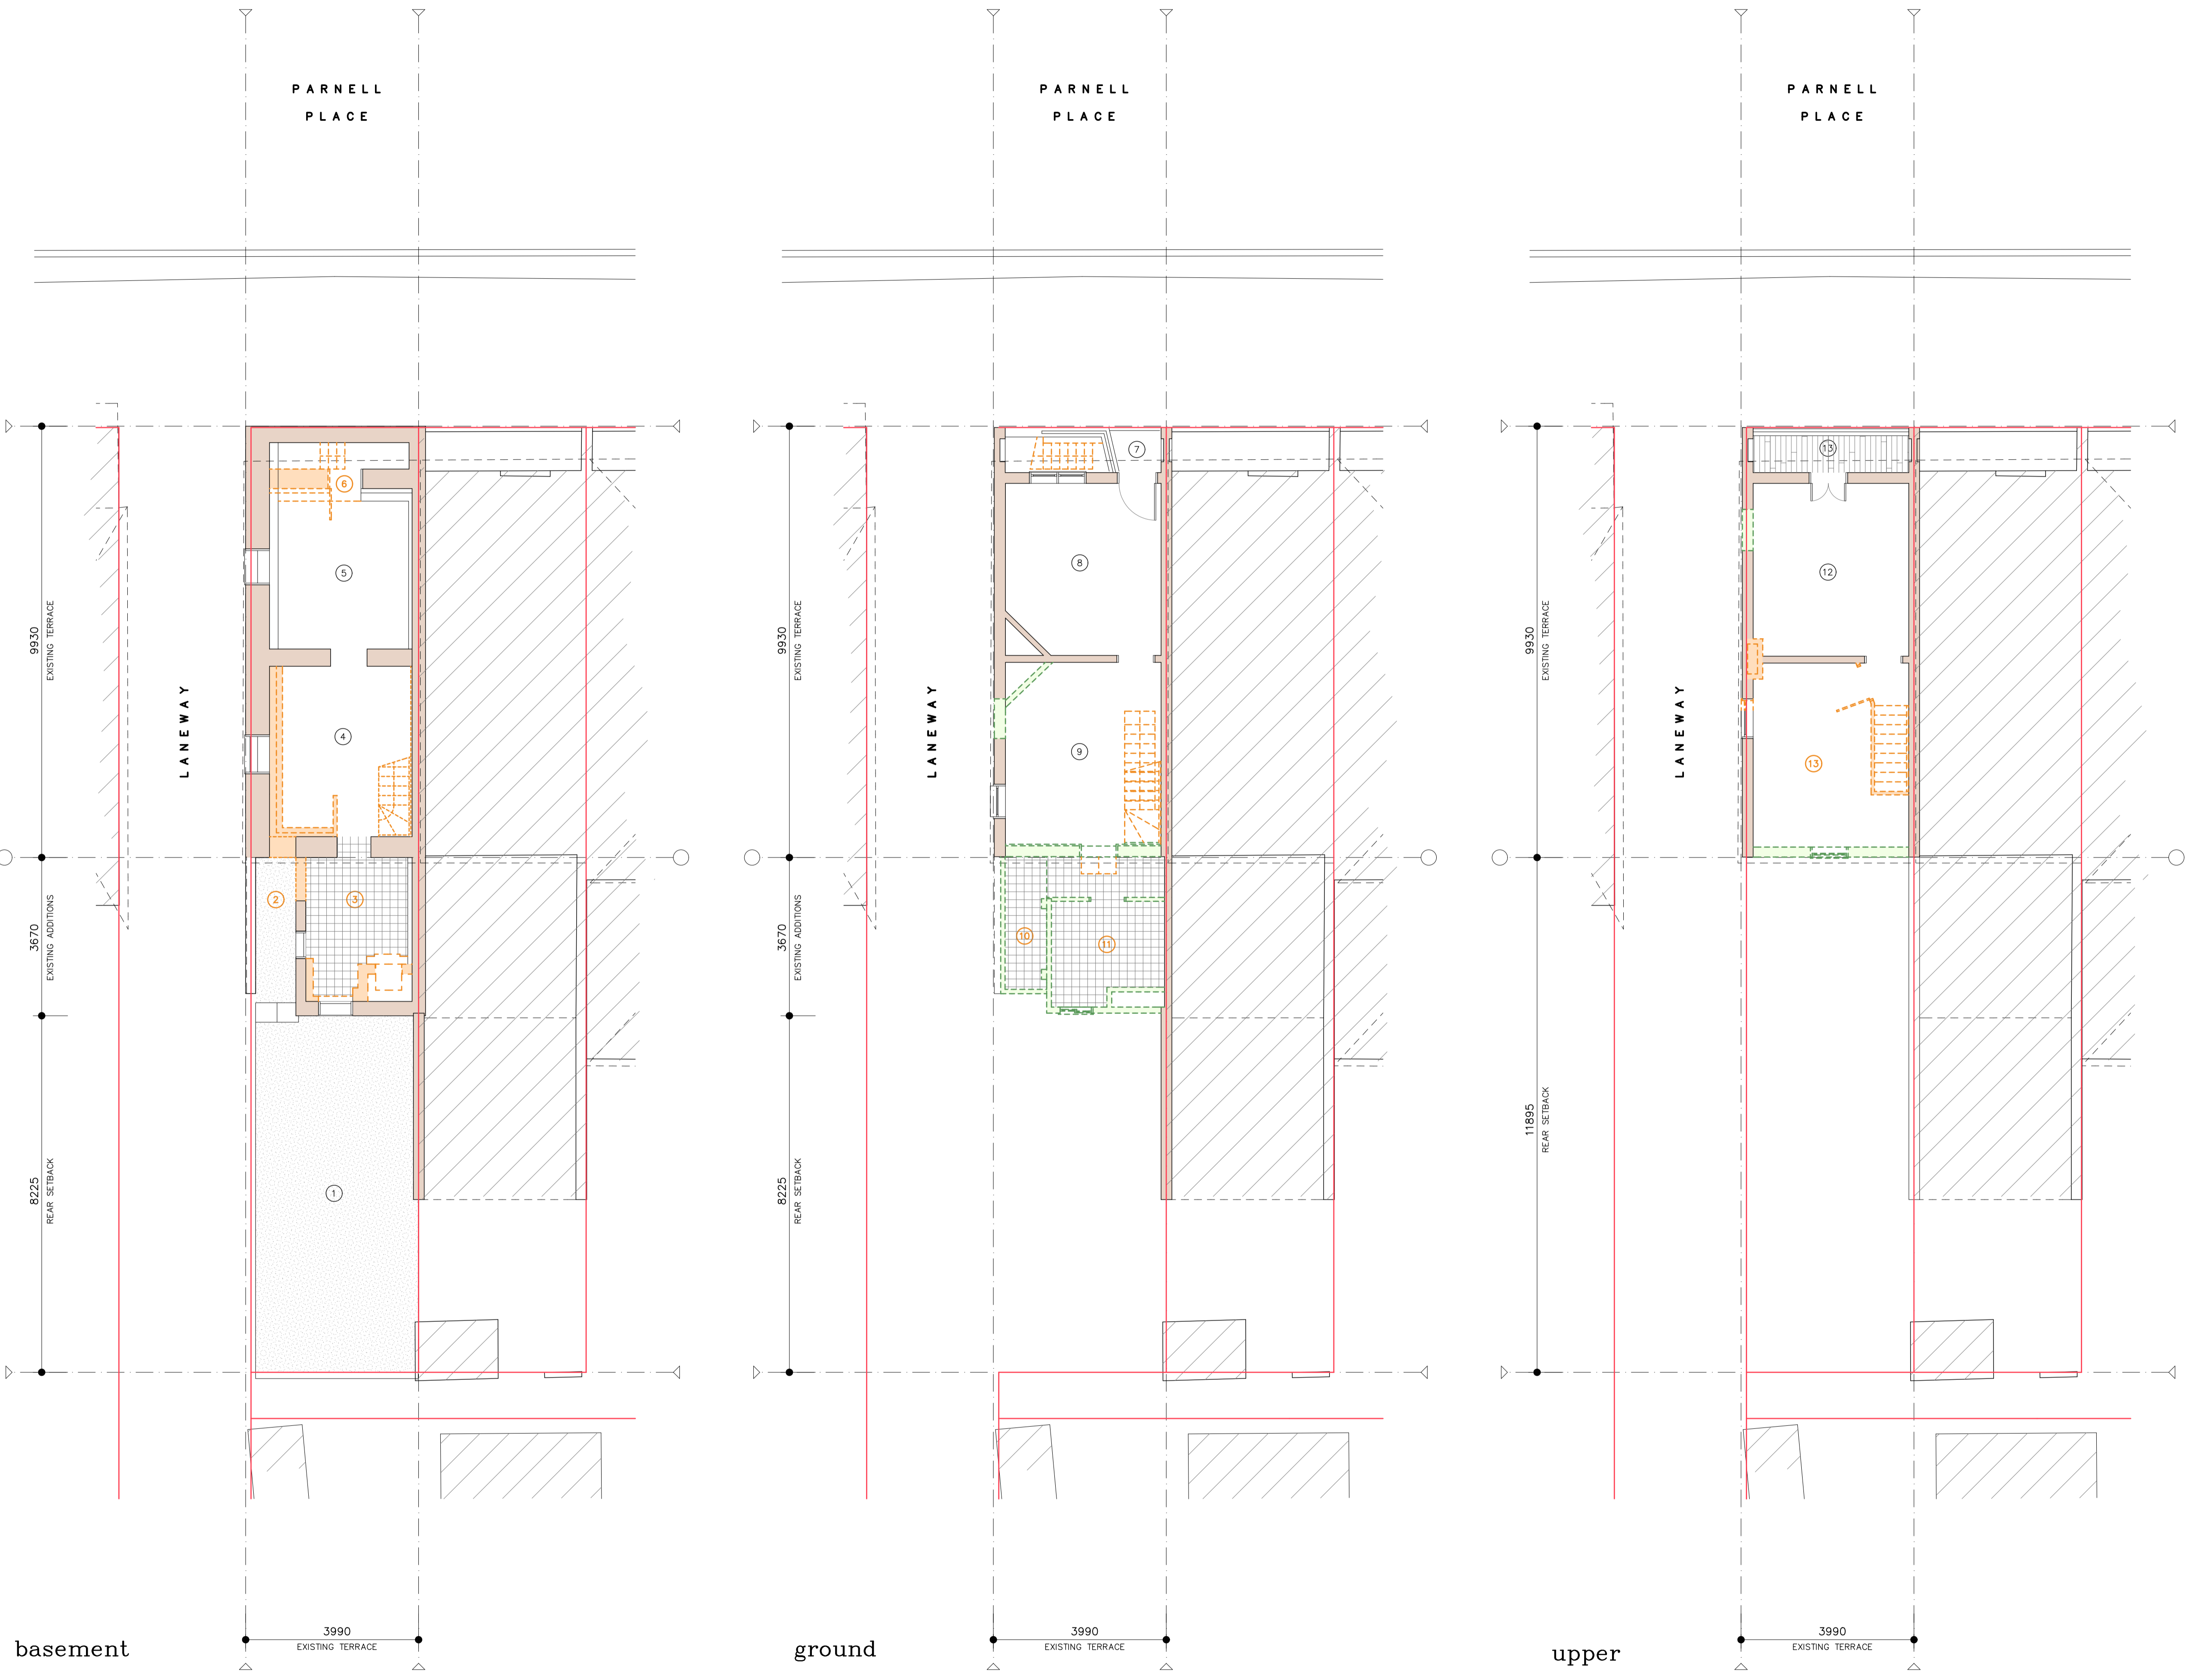 PARNELL
PLACE
LANEWAY
9930
EXISTING TERRACE
3670
EXISTING ADDITIONS
8225
REAR SETBACK
6
5
4
2
3
1
3990
EXISTING TERRACE
basement
PARNELL
PLACE
LANEWAY
9930
EXISTING TERRACE
3670
EXISTING ADDITIONS
8225
REAR SETBACK
7
8
9
10
11
3990
EXISTING TERRACE
ground
PARNELL
PLACE
LANEWAY
9930
EXISTING TERRACE
11895
REAR SETBACK
13
12
13
3990
EXISTING TERRACE
upper